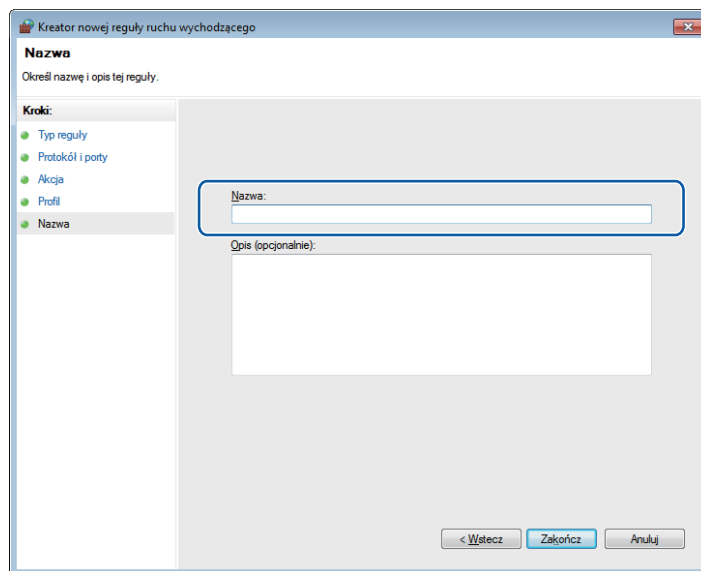 Kreator nowej reguły ruchu wychodzącego
Nazwa
Określ nazwę i opis tej reguły.
Kroki:
Typ reguły
Protokół i porty
Akcja
Profil
Nazwa
Nazwa:
Opis (opcjonalnie):
< Wstecz
Zakończ
Anuluj